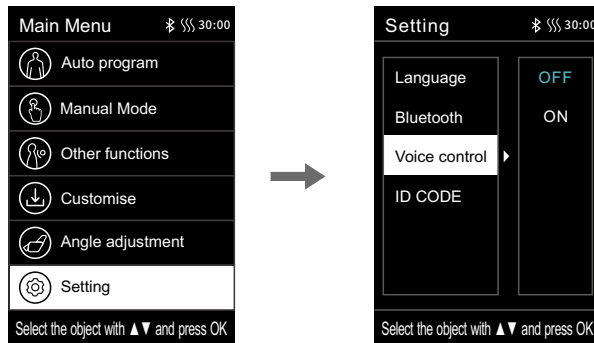 Main Menu 30:00
Auto program
Manual Mode
Other functions
Customise
Angle adjustment
Setting
Select the object with ▲▼ and press OK
Setting 30:00
Language
Bluetooth
Voice control
ID CODE
OFF
ON
Select the object with ▲▼ and press OK